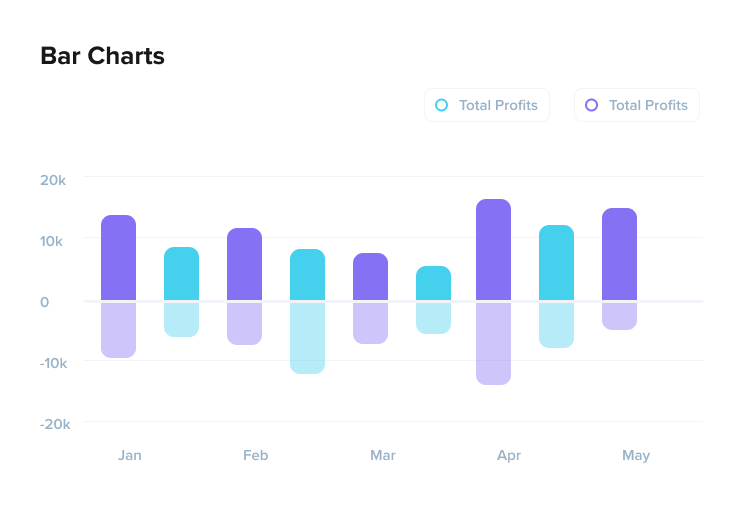 Bar Charts
Total Profits
Total Profits
20k
10k
0
-10k
-20k
Jan
Feb
Mar
Apr
May